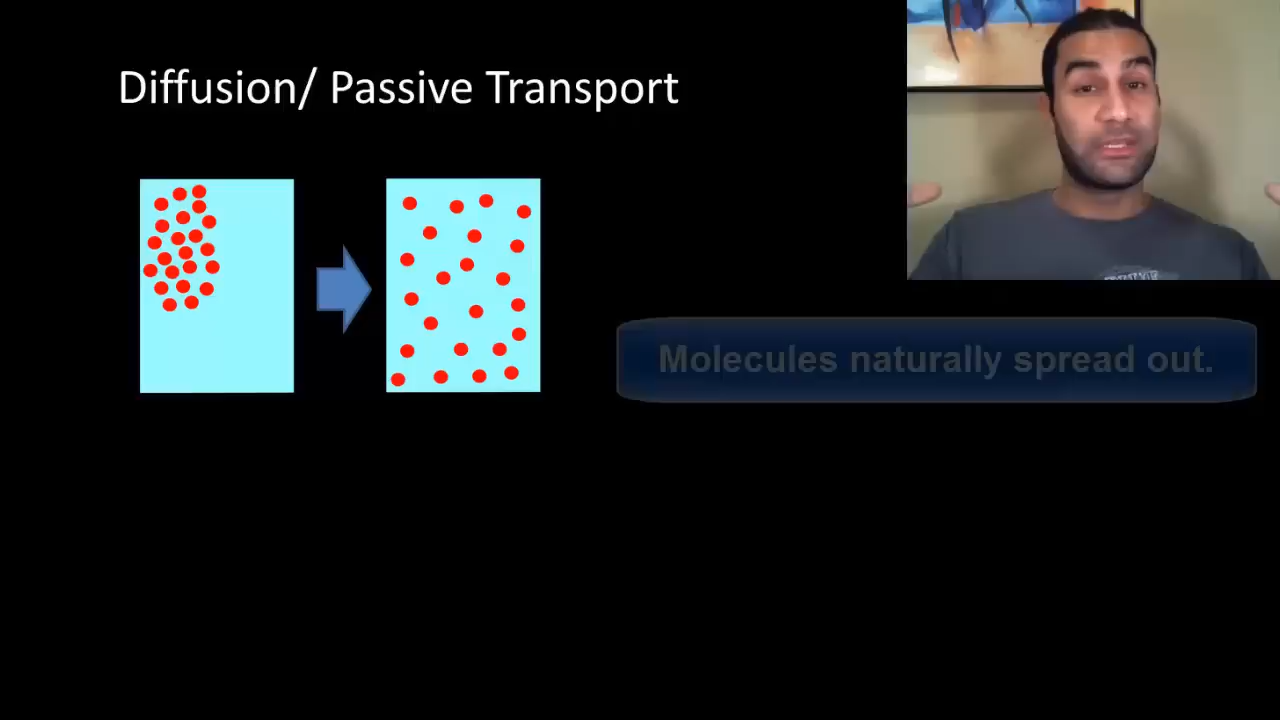 Diffusion/ Passive Transport
Molecules naturally spread out.